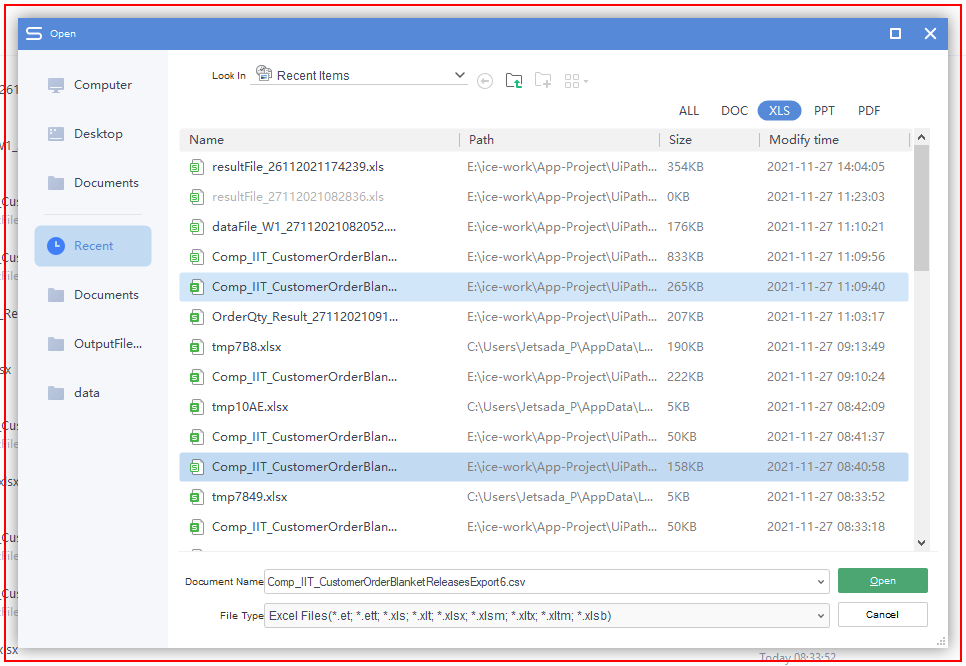 Open
Look In Recent Items
ALL DOC XLS PPT PDF
Computer
Desktop
Documents
Recent
Documents
OutputFile...
data
Name Path Size Modify time
resultFile_26112021174239.xls E:\ice-work\App-Project\UiPath... 354KB 2021-11-27 14:04:05
resultFile_27112021082836.xls E:\ice-work\App-Project\UiPath... 0KB 2021-11-27 11:23:03
dataFile_W1_27112021082052.... E:\ice-work\App-Project\UiPath... 176KB 2021-11-27 11:10:21
Comp_IIT_CustomerOrderBlan... E:\ice-work\App-Project\UiPath... 833KB 2021-11-27 11:09:56
Comp_IIT_CustomerOrderBlan... E:\ice-work\App-Project\UiPath... 265KB 2021-11-27 11:09:40
OrderQty_Result_27112021091... E:\ice-work\App-Project\UiPath... 207KB 2021-11-27 11:03:17
tmp7B8.xlsx C:\Users\Jetsada_P\AppData\L... 190KB 2021-11-27 09:13:49
Comp_IIT_CustomerOrderBlan... E:\ice-work\App-Project\UiPath... 222KB 2021-11-27 09:10:24
tmp10AE.xlsx C:\Users\Jetsada_P\AppData\L... 5KB 2021-11-27 08:42:09
Comp_IIT_CustomerOrderBlan... E:\ice-work\App-Project\UiPath... 50KB 2021-11-27 08:41:37
Comp_IIT_CustomerOrderBlan... E:\ice-work\App-Project\UiPath... 158KB 2021-11-27 08:40:58
tmp7849.xlsx C:\Users\Jetsada_P\AppData\L... 5KB 2021-11-27 08:33:52
Comp_IIT_CustomerOrderBlan... E:\ice-work\App-Project\UiPath... 50KB 2021-11-27 08:33:18
Document Name Comp_IIT_CustomerOrderBlanketReleasesExport6.csv Open
File Type Excel Files(*.et; *.ett; *.xls; *.xlt; *.xlsx; *.xlsm; *.xltx; *.xltm; *.xlsb) Cancel
Today 08:33:52